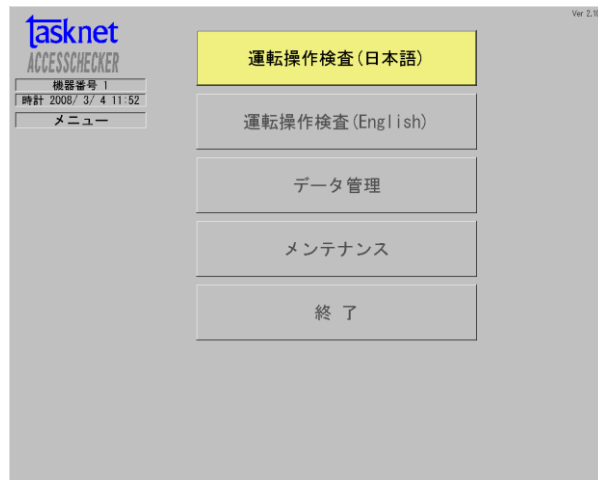 Ver 2.10
tasknet
ACCESSCHECKER
機器番号 1
時計 2008/ 3/ 4 11:52
メニュー
運転操作検査(日本語)
運転操作検査(English)
データ管理
メンテナンス
終 了